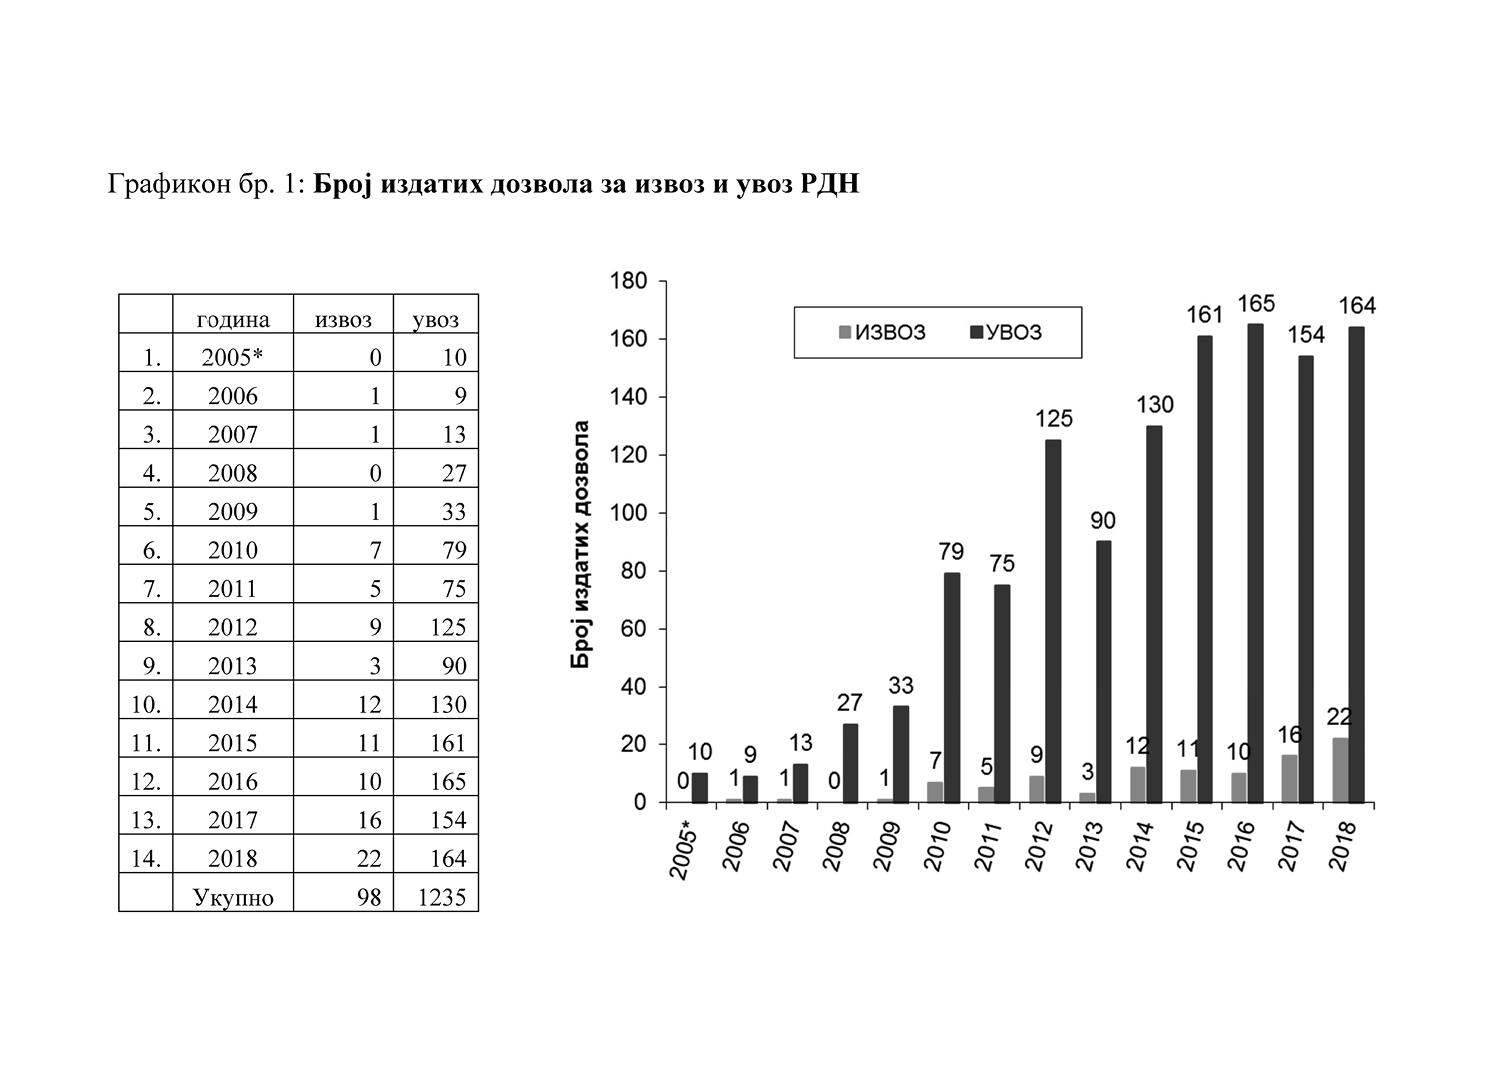 Графикон бр. 1: Број издатих дозвола за извоз и увоз РДН
година извоз увоз
1. 2005* 0 10
2. 2006 1 9
3. 2007 1 13
4. 2008 0 27
5. 2009 1 33
6. 2010 7 79
7. 2011 5 75
8. 2012 9 125
9. 2013 3 90
10. 2014 12 130
11. 2015 11 161
12. 2016 10 165
13. 2017 16 154
14. 2018 22 164
Укупно 98 1235
Број издатих дозвола
180
160
140
120
100
80
60
40
20
0
ИЗВОЗ УВОЗ
0 10
1 9
1 13
0 27
1 33
7 79
5 75
9 125
3 90
12 130
11 161
10 165
16 154
22 164
2005* 2006 2007 2008 2009 2010 2011 2012 2013 2014 2015 2016 2017 2018